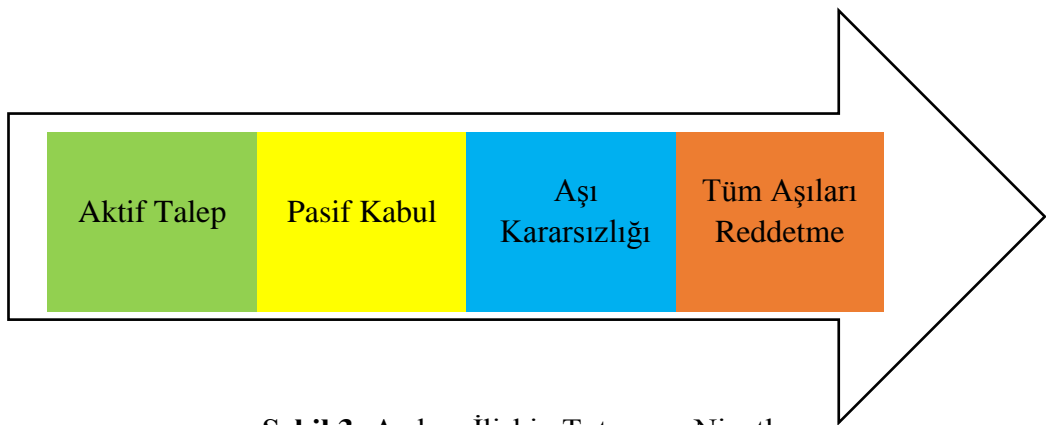 Aktif Talep
Pasif Kabul
Aşı
Kararsızlığı
Tüm Aşıları
Reddetme